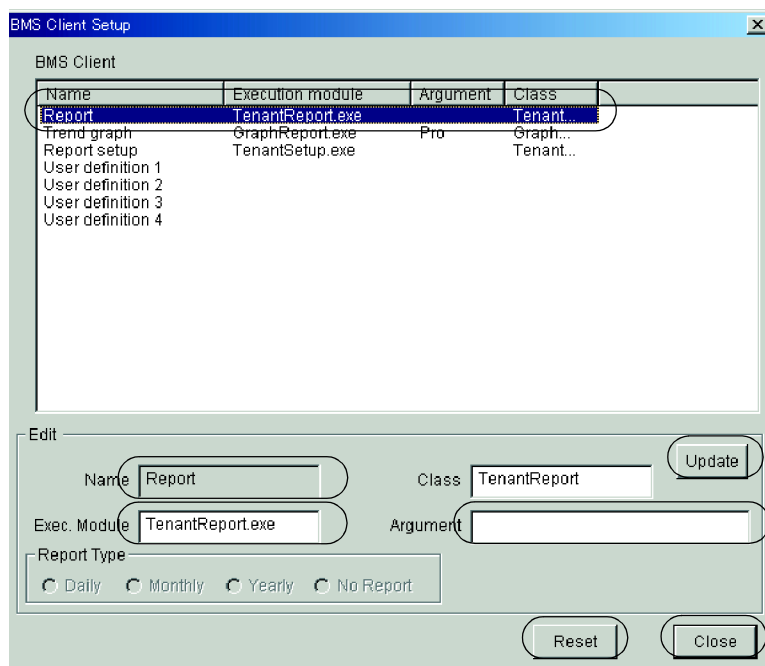 BMS Client Setup
BMS Client
Name Execution module Argument Class
Report TenantReport.exe Tenant...
Trend graph GraphReport.exe Pro Graph...
Report setup TenantSetup.exe Tenant...
User definition 1
User definition 2
User definition 3
User definition 4
Edit
Update
Name Report Class TenantReport
Exec. Module TenantReport.exe Argument
Report Type
Daily Monthly Yearly No Report
Reset Close